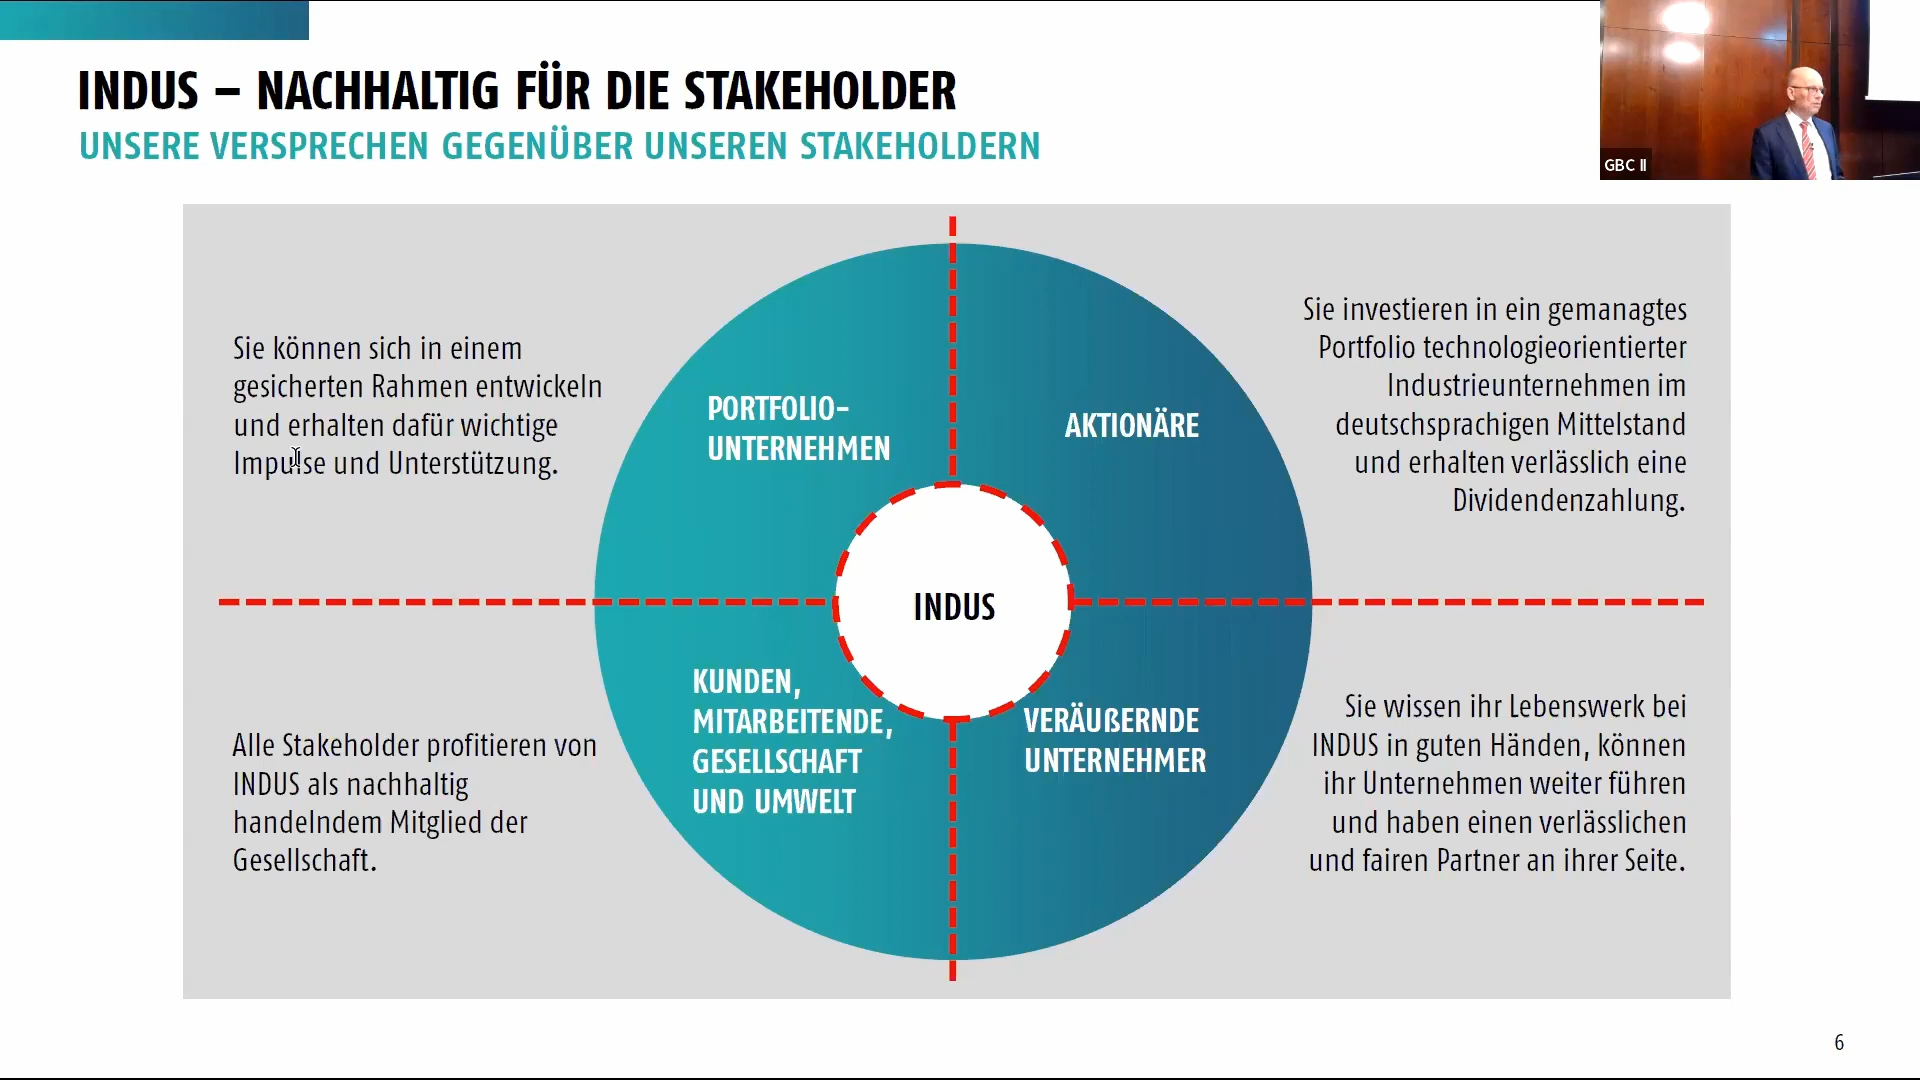 INDUS – NACHHALTIG FÜR DIE STAKEHOLDER
UNSERE VERSPRECHEN GEGENÜBER UNSEREN STAKEHOLDERN
GBC II
Sie können sich in einem
gesicherten Rahmen entwickeln
und erhalten dafür wichtige
Impulse und Unterstützung.
PORTFOLIO-
UNTERNEHMEN
AKTIONÄRE
Sie investieren in ein gemanagtes
Portfolio technologieorientierter
Industrieunternehmen im
deutschsprachigen Mittelstand
und erhalten verlässlich eine
Dividendenzahlung.
INDUS
Alle Stakeholder profitieren von
INDUS als nachhaltig
handelndem Mitglied der
Gesellschaft.
KUNDEN,
MITARBEITENDE,
GESELLSCHAFT
UND UMWELT
VERÄUßERNDE
UNTERNEHMER
Sie wissen ihr Lebenswerk bei
INDUS in guten Händen, können
ihr Unternehmen weiter führen
und haben einen verlässlichen
und fairen Partner an ihrer Seite.
6